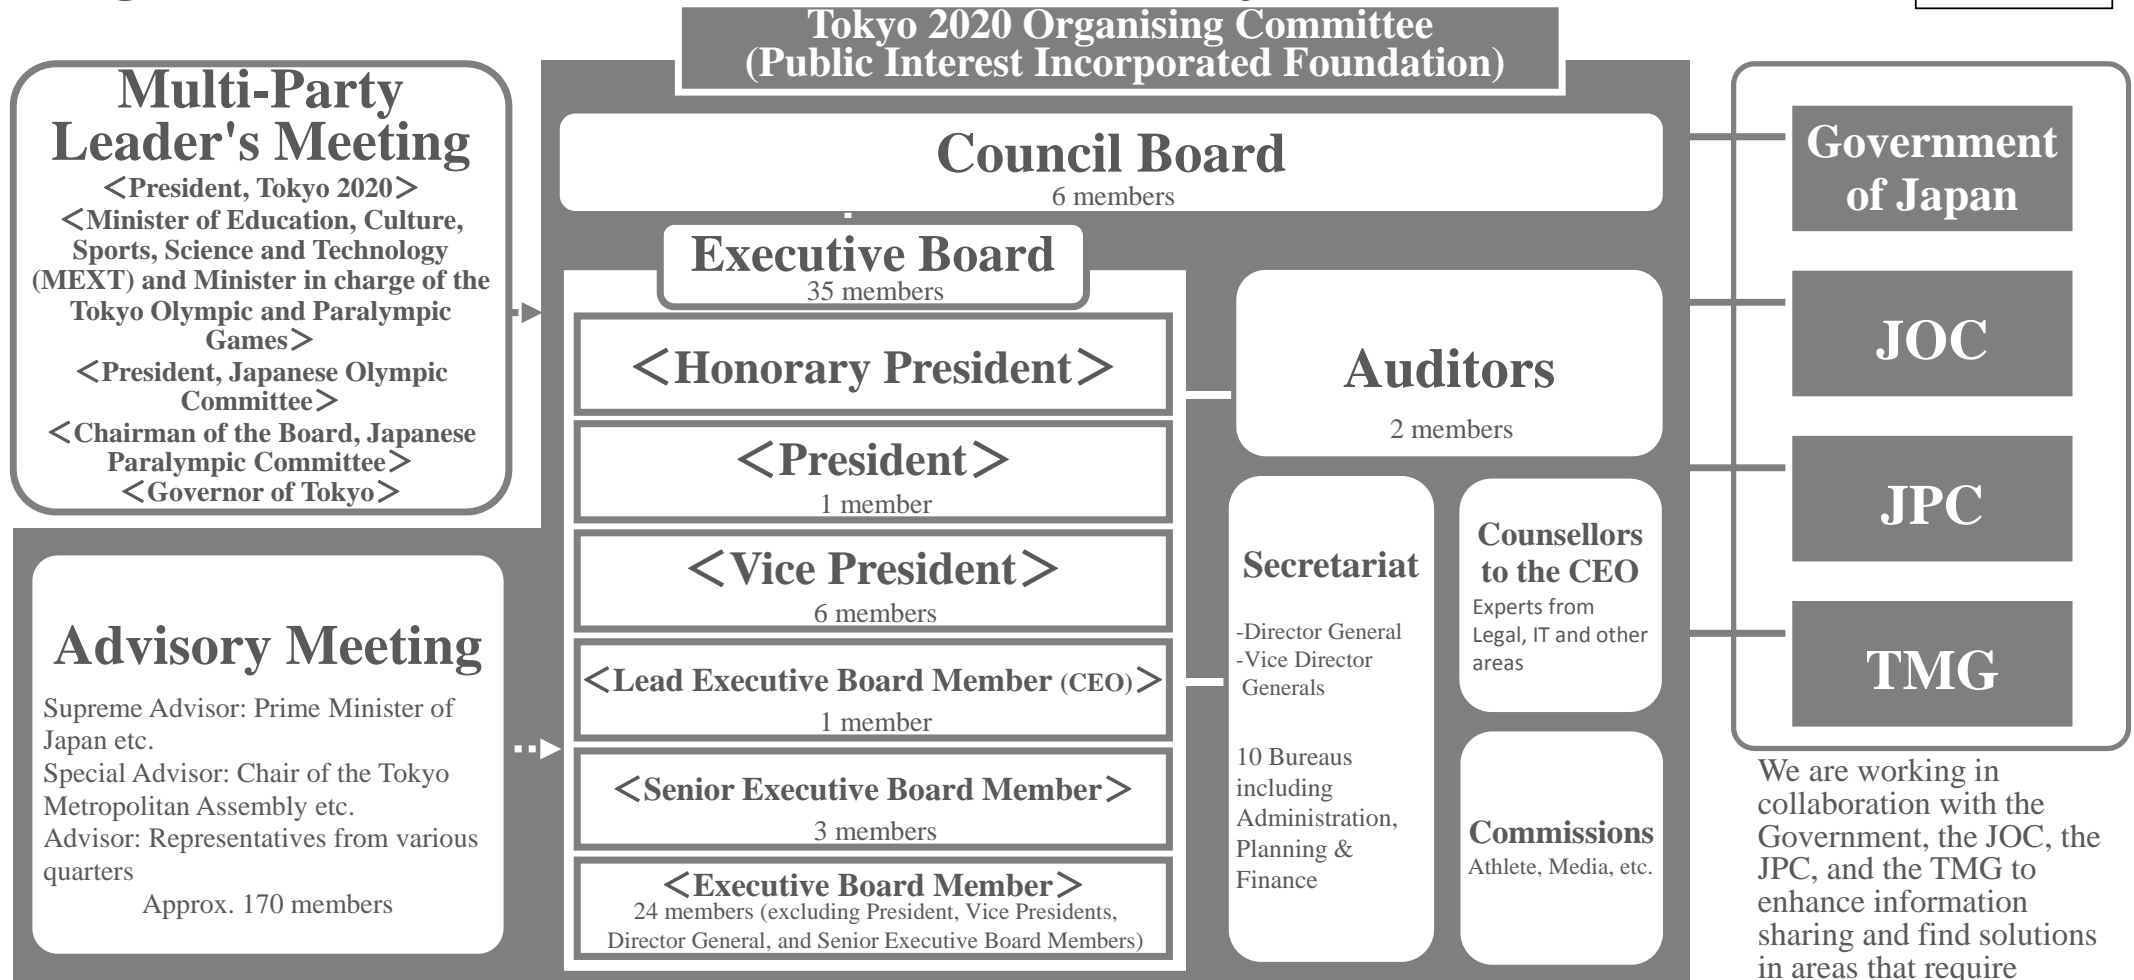 Tokyo 2020 Organising Committee
(Public Interest Incorporated Foundation)
Multi-Party
Leader's Meeting
＜President, Tokyo 2020＞
＜Minister of Education, Culture,
Sports, Science and Technology
(MEXT) and Minister in charge of the
Tokyo Olympic and Paralympic
Games＞
＜President, Japanese Olympic
Committee＞
＜Chairman of the Board, Japanese
Paralympic Committee＞
＜Governor of Tokyo＞
Advisory Meeting
Supreme Advisor: Prime Minister of
Japan etc.
Special Advisor: Chair of the Tokyo
Metropolitan Assembly etc.
Advisor: Representatives from various
quarters
Approx. 170 members
Council Board
6 members
Executive Board
35 members
＜Honorary President＞
＜President＞
1 member
＜Vice President＞
6 members
＜Lead Executive Board Member (CEO)＞
1 member
＜Senior Executive Board Member＞
3 members
＜Executive Board Member＞
24 members (excluding President, Vice Presidents,
Director General, and Senior Executive Board Members)
Auditors
2 members
Secretariat
-Director General
-Vice Director
Generals
10 Bureaus
including
Administration,
Planning &
Finance
Counsellors
to the CEO
Experts from
Legal, IT and other
areas
Commissions
Athlete, Media, etc.
Government
of Japan
JOC
JPC
TMG
We are working in
collaboration with the
Government, the JOC, the
JPC, and the TMG to
enhance information
sharing and find solutions
in areas that require